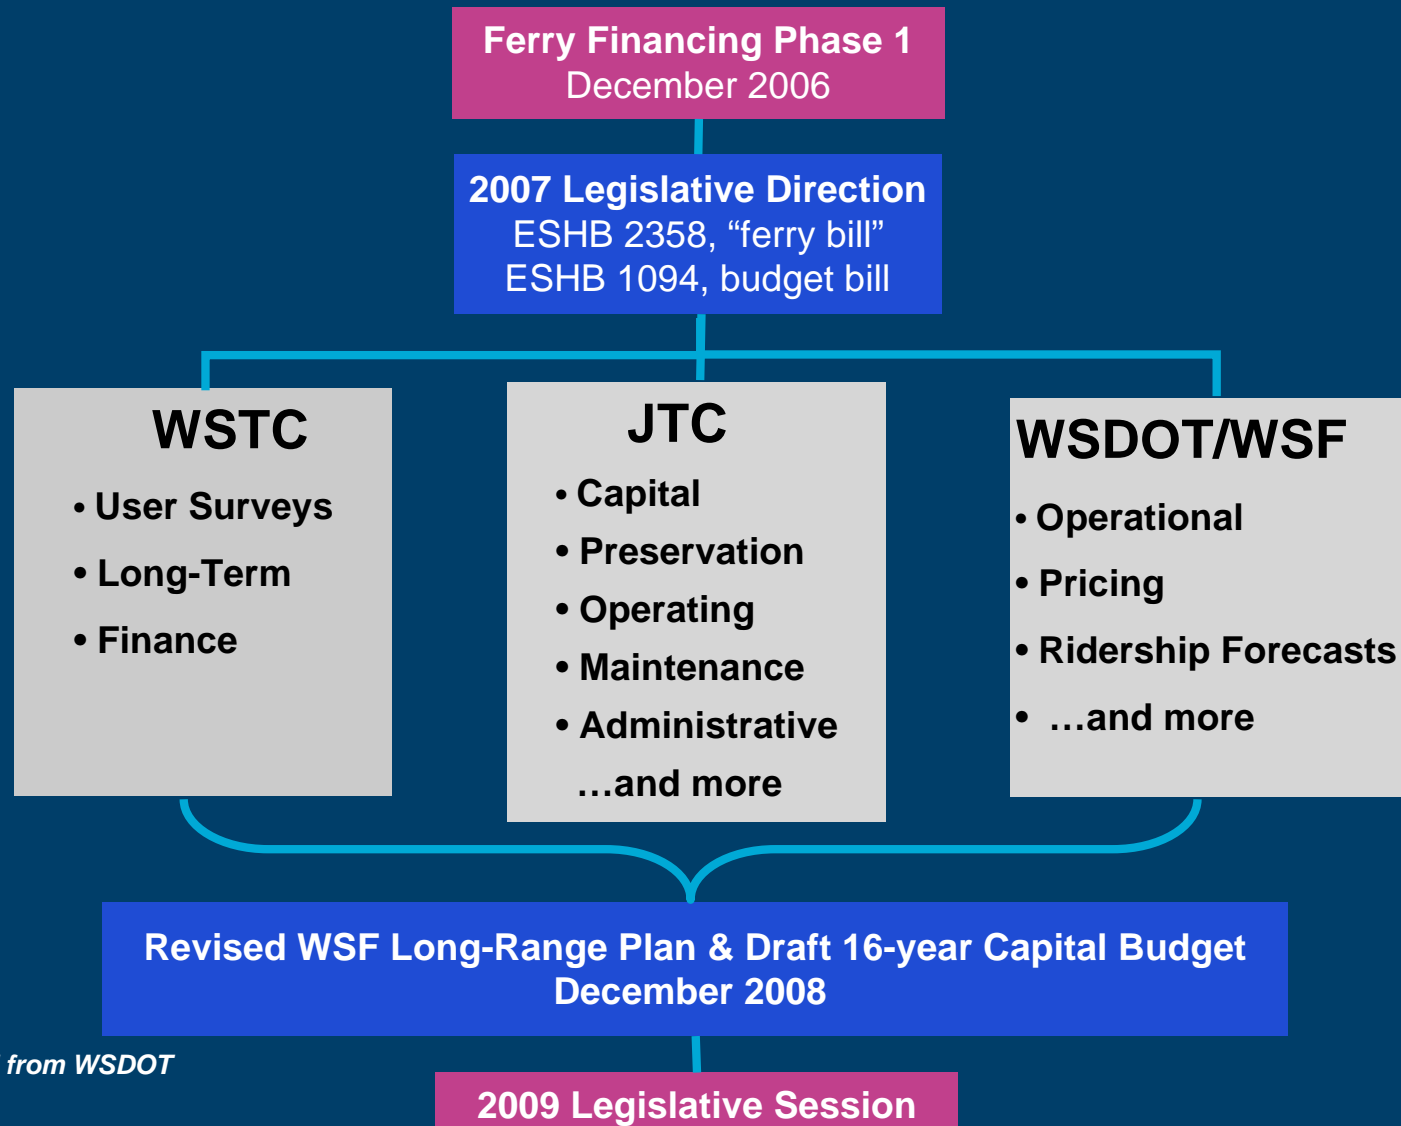 Ferry Financing Phase 1
December 2006
2007 Legislative Direction
ESHB 2358, “ferry bill”
ESHB 1094, budget bill
WSTC
• User Surveys
• Long-Term
• Finance
JTC
• Capital
• Preservation
• Operating
• Maintenance
• Administrative
…and more
WSDOT/WSF
• Operational
• Pricing
• Ridership Forecasts
• …and more
Revised WSF Long-Range Plan & Draft 16-year Capital Budget
December 2008
from WSDOT
2009 Legislative Session